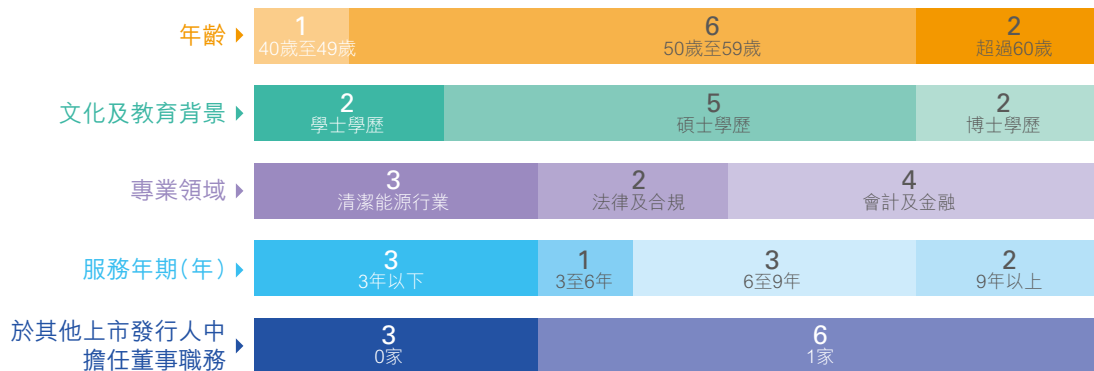 年齡
1
40歲至49歲
6
50歲至59歲
2
超過60歲
文化及教育背景
2
學士學歷
5
碩士學歷
2
博士學歷
專業領域
3
清潔能源行業
2
法律及合規
4
會計及金融
服務年期(年)
3
3年以下
1
3至6年
3
6至9年
2
9年以上
於其他上市發行人中
擔任董事職務
3
0家
6
1家